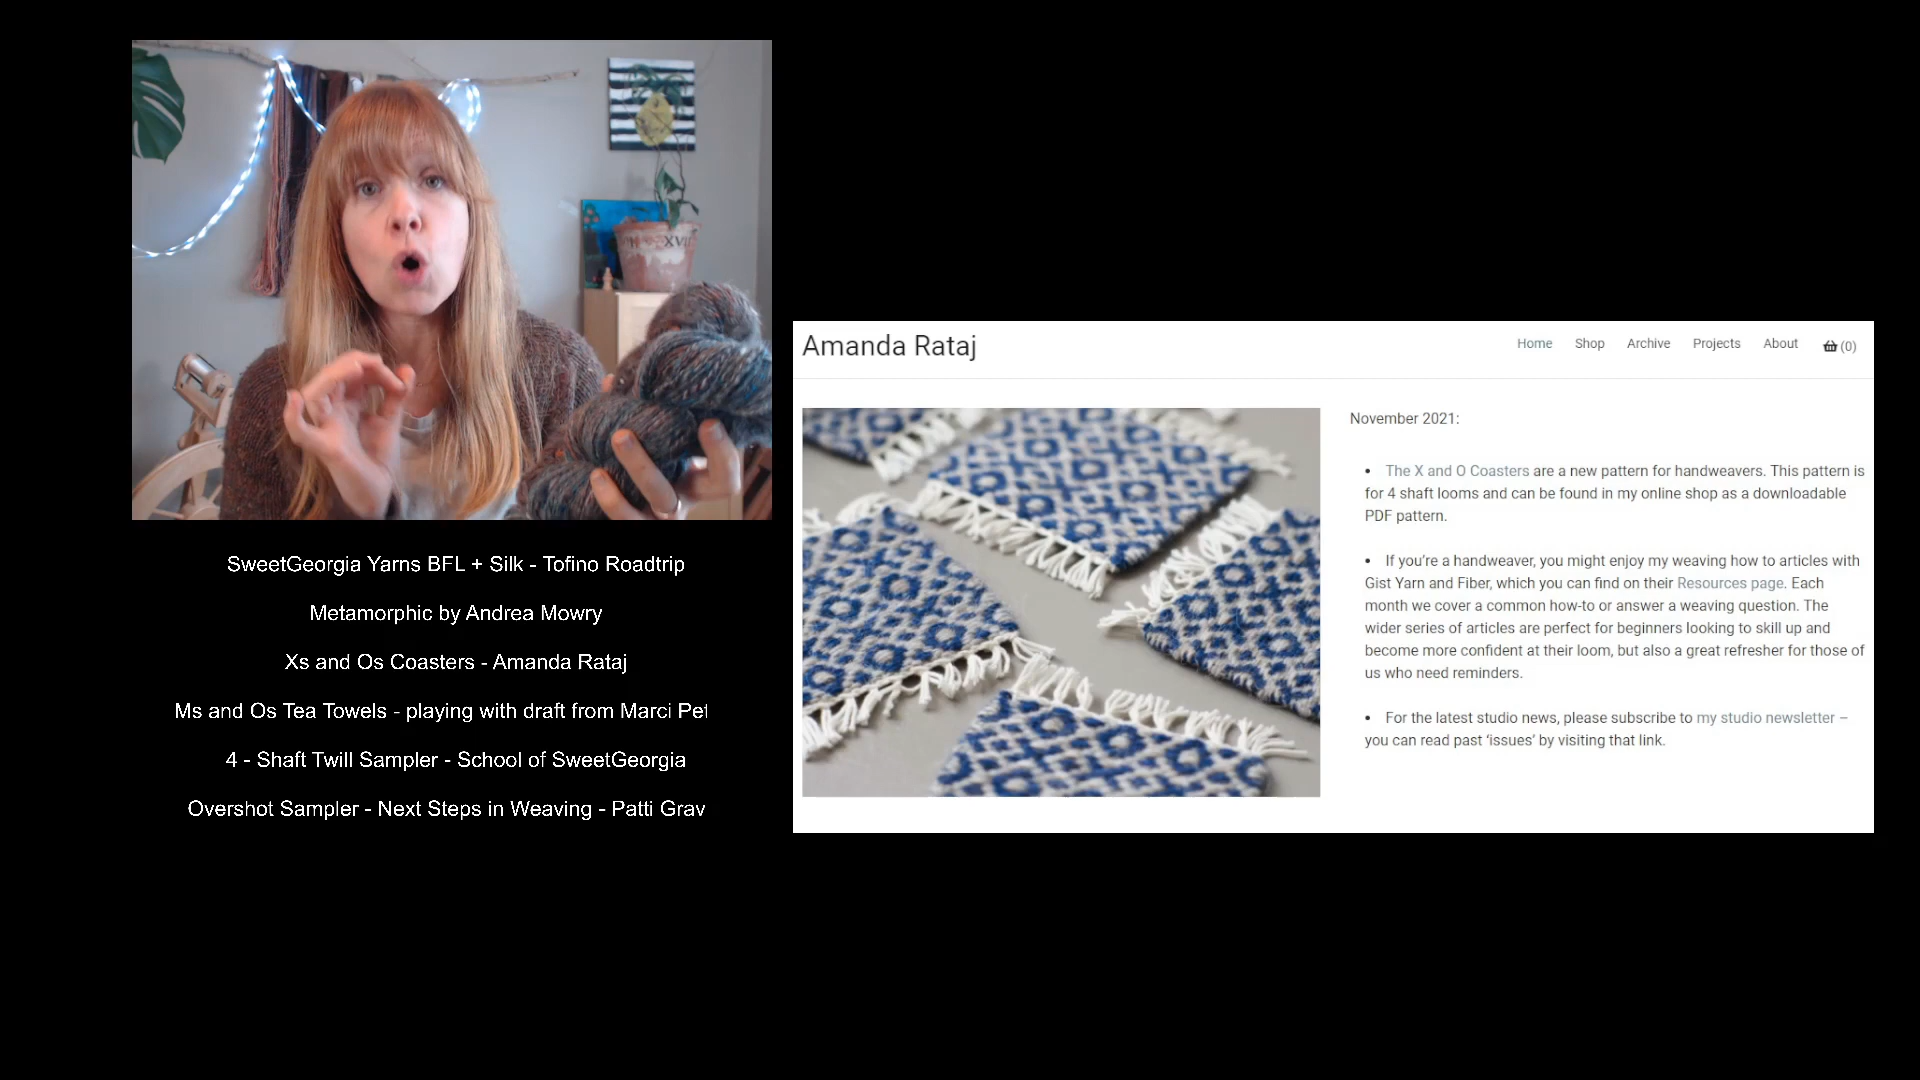 XVII
SweetGeorgia Yarns BFL + Silk - Tofino Roadtrip
Metamorphic by Andrea Mowry
Xs and Os Coasters - Amanda Rataj
Ms and Os Tea Towels - playing with draft from Marci
4 - Shaft Twill Sampler - School of SweetGeorgia
Overshot Sampler - Next Steps in Weaving - Patti
Amanda Rataj
Home Shop Archive Projects About (0)
November 2021:
• The X and O Coasters are a new pattern for handweavers. This pattern is
for 4 shaft looms and can be found in my online shop as a downloadable
PDF pattern.
• If you’re a handweaver, you might enjoy my weaving how to articles with
Gist Yarn and Fiber, which you can find on their Resources page. Each
month we cover a common how-to or answer a weaving question. The
wider series of articles are perfect for beginners looking to skill up and
become more confident at their loom, but also a great refresher for those of
us who need reminders.
• For the latest studio news, please subscribe to my studio newsletter –
you can read past ‘issues’ by visiting that link.